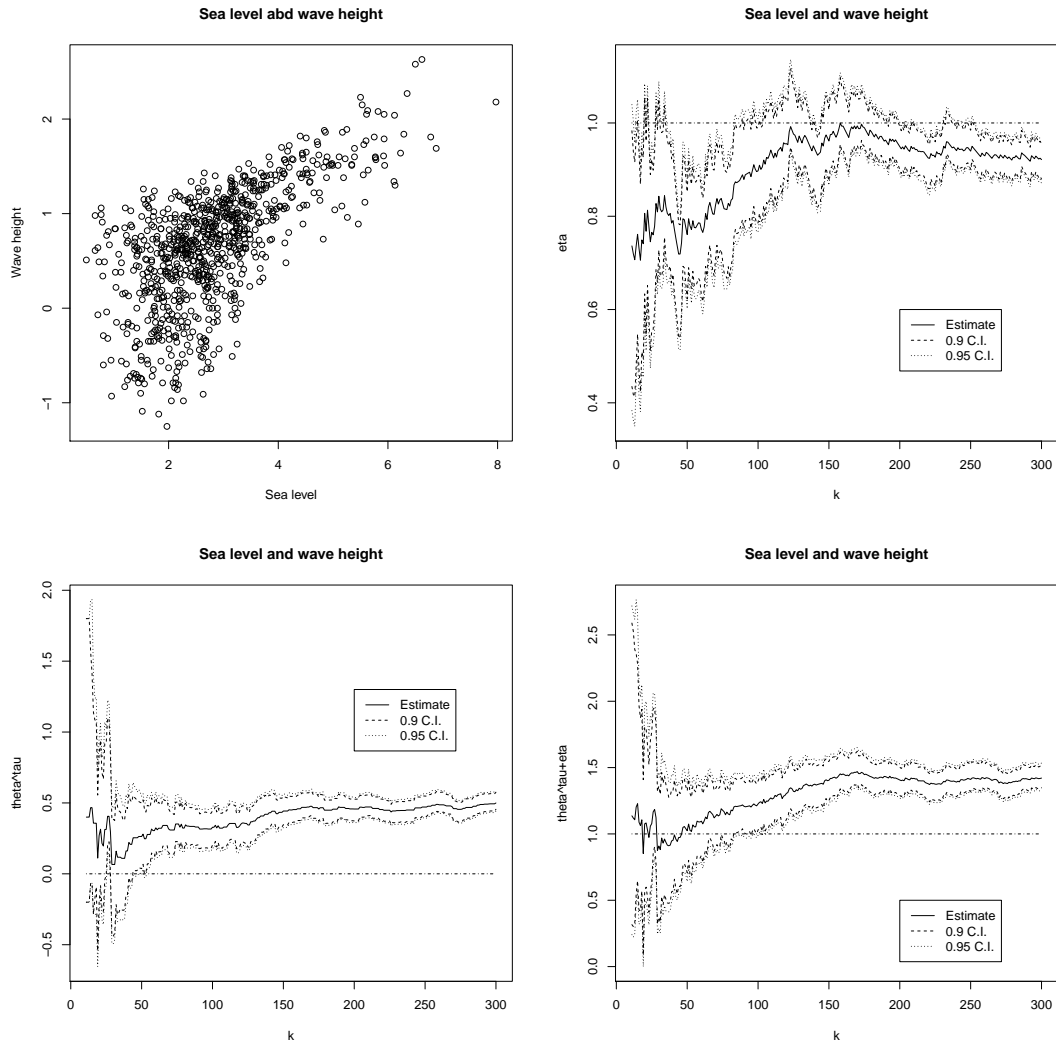 Sea level abd wave height
Wave height
2
1
0
−1
2 4 6 8
Sea level
Sea level and wave height
eta
1.0
0.8
0.6
0.4
Estimate
0.9 C.I.
0.95 C.I.
0 50 100 150 200 250 300
k
Sea level and wave height
theta^tau
2.0
1.5
1.0
0.5
0.0
−0.5
Estimate
0.9 C.I.
0.95 C.I.
0 50 100 150 200 250 300
k
Sea level and wave height
theta^tau+eta
2.5
2.0
1.5
1.0
0.5
0.0
Estimate
0.9 C.I.
0.95 C.I.
0 50 100 150 200 250 300
k